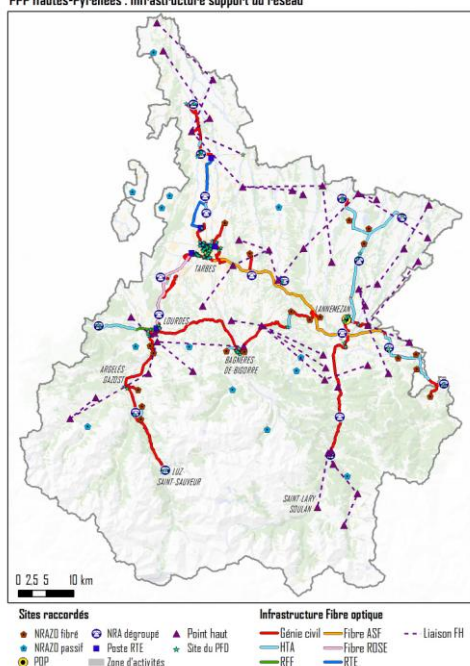 PPP Hautes-Pyrénées : Infrastructure support du réseau
TARBES
LANNEMEZAN
LOURDES
ARGELÈS
GAZOST
BAGNÈRES
DE-BIGORRE
LUZ
SAINT-SAUVEUR
SAINT-LARY
SOULAN
0 2.5 5 10 km
Sites raccordés
NRAZO fibré
NRA dégroupé
Point haut
NRAZO passif
Poste RTE
Site du PFD
POP
Zone d'activités
Infrastructure Fibre optique
Génie civil
Fibre ASF
Liaison FH
HTA
Fibre ROSE
RFF
RTE